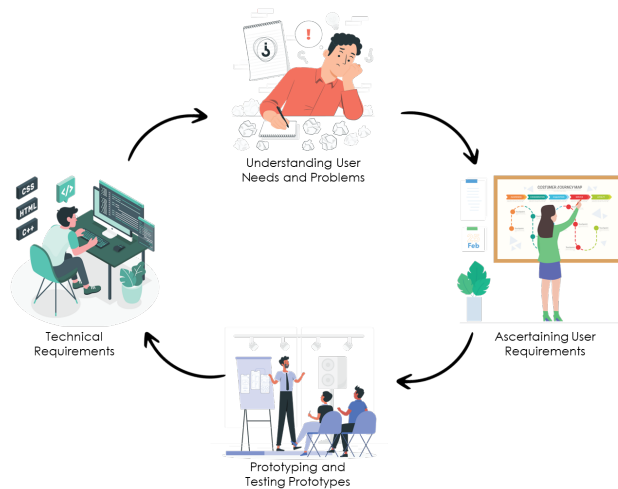 ¿
!
Understanding User
Needs and Problems
CSS
HTML
C++
</>
CUSTOMER JOURNEY MAP
Feb
Technical
Requirements
Ascertaining User
Requirements
Prototyping and
Testing Prototypes